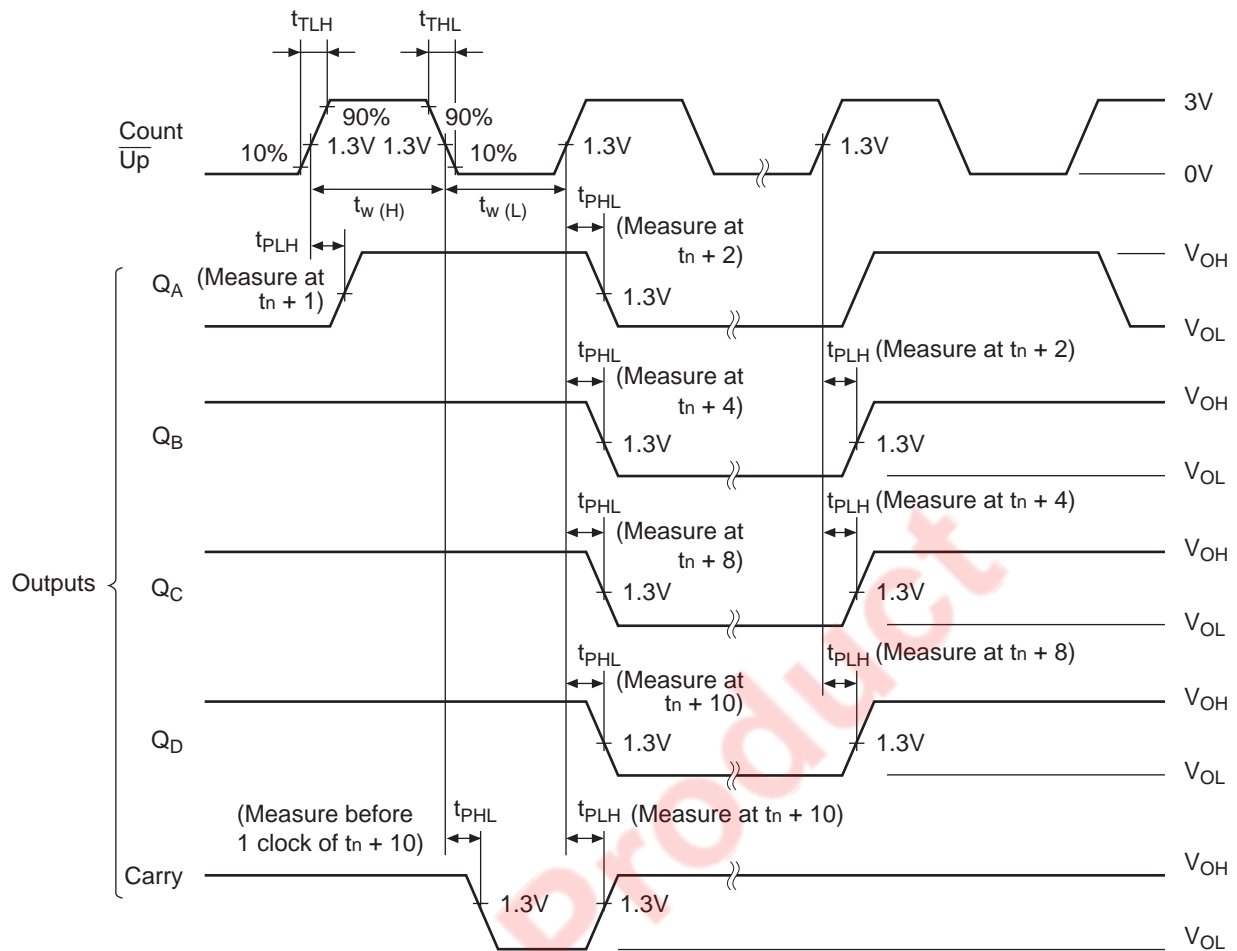 tTLH tTHL
Count
Up
10% 90% 1.3V 1.3V 90% 10% 1.3V 1.3V 3V
0V
tw (H) tw (L)
tPHL (Measure at
tn + 2)
tPLH
(Measure at
tn + 1)
QA 1.3V VOH
VOL
tPHL (Measure at
tn + 4)
tPLH (Measure at tn + 2)
QB 1.3V 1.3V VOH
VOL
tPHL (Measure at
tn + 8)
tPLH (Measure at tn + 4)
Outputs
QC 1.3V 1.3V VOH
VOL
tPHL (Measure at
tn + 10)
tPLH (Measure at tn + 8)
QD 1.3V 1.3V VOH
VOL
(Measure before
1 clock of tn + 10)
tPHL
tPLH (Measure at tn + 10)
Carry 1.3V 1.3V VOH
VOL
Product